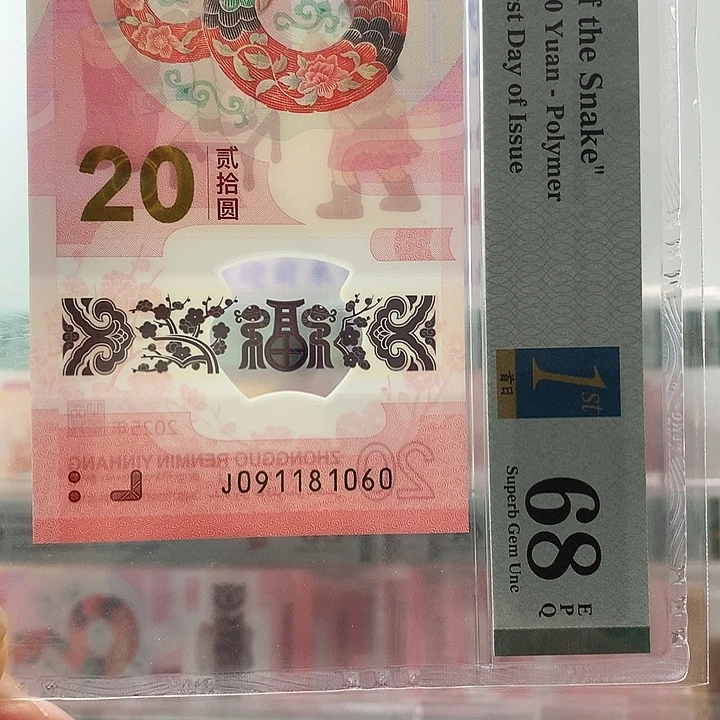 20
贰拾圆
J091181060
f the Snake"
0 Yuan - Polymer
st Day of Issue
1st
首日
68
EPQ
Superb Gem Unc
2025年
ZHONGGUO RENMIN YINHANG
20